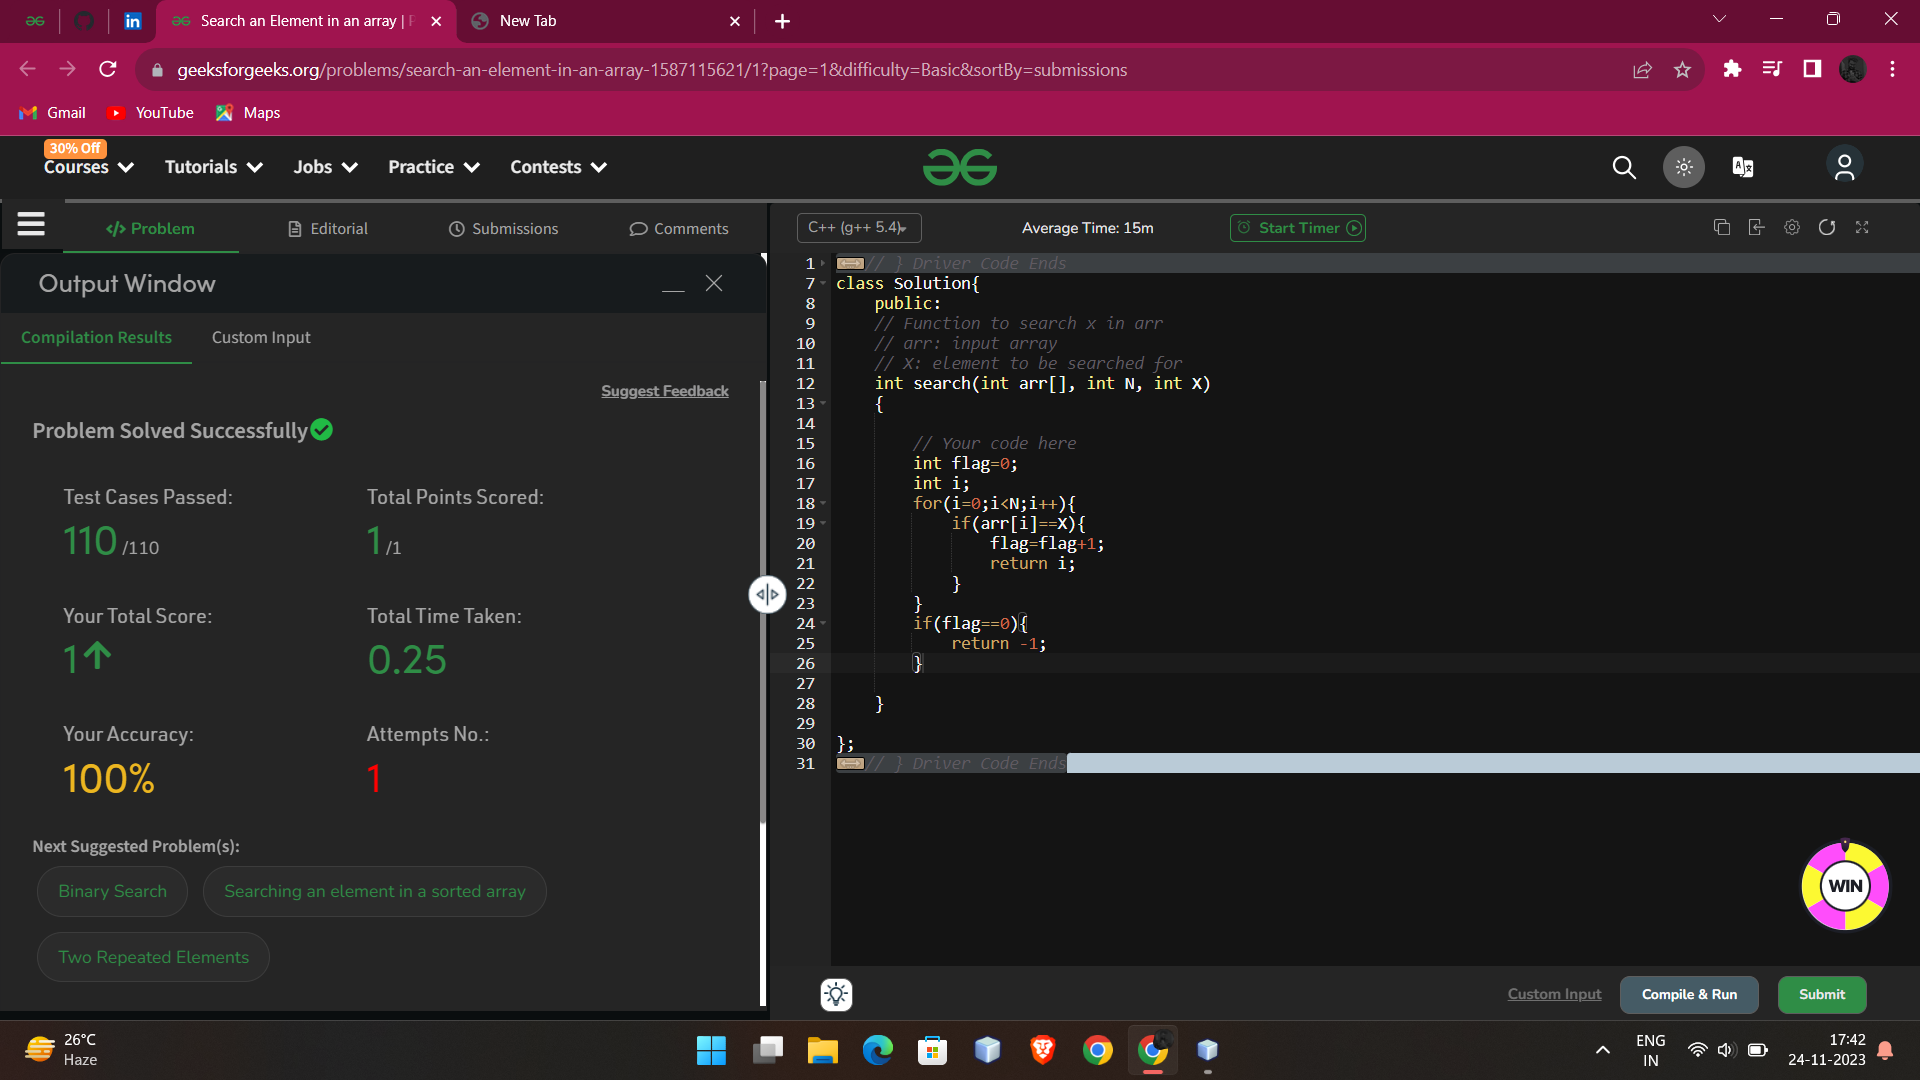 Search an Element in an array | P
New Tab
geeksforgeeks.org/problems/search-an-element-in-an-array-1587115621/1?page=1&difficulty=Basic&sortBy=submissions
Gmail
YouTube
Maps
30% Off
Courses
Tutorials
Jobs
Practice
Contests
</> Problem
Editorial
Submissions
Comments
C++ (g++ 5.4)
Average Time: 15m
Start Timer
Output Window
Compilation Results
Custom Input
Suggest Feedback
Problem Solved Successfully
Test Cases Passed:
110 /110
Total Points Scored:
1 /1
Your Total Score:
1
Total Time Taken:
0.25
Your Accuracy:
100%
Attempts No.:
1
Next Suggested Problem(s):
Binary Search
Searching an element in a sorted array
Two Repeated Elements
1 // } Driver Code Ends
7 class Solution{
8 public:
9 // Function to search x in arr
10 // arr: input array
11 // X: element to be searched for
12 int search(int arr[], int N, int X)
13 {
14
15 // Your code here
16 int flag=0;
17 int i;
18 for(i=0;i<N;i++){
19 if(arr[i]==X){
20 flag=flag+1;
21 return i;
22 }
23 }
24 if(flag==0){
25 return -1;
26 }
27
28 }
29
30 };
31 // } Driver Code Ends
WIN
Custom Input
Compile & Run
Submit
26°C
Haze
ENG
IN
17:42
24-11-2023